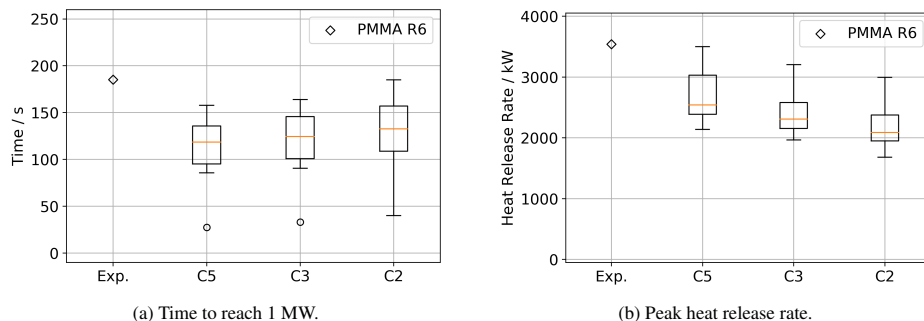 250
200
150
100
50
0
Time / s
Exp.
C5
C3
C2
PMMA R6
(a) Time to reach 1 MW.
4000
3000
2000
1000
0
Heat Release Rate / kW
Exp.
C5
C3
C2
PMMA R6
(b) Peak heat release rate.